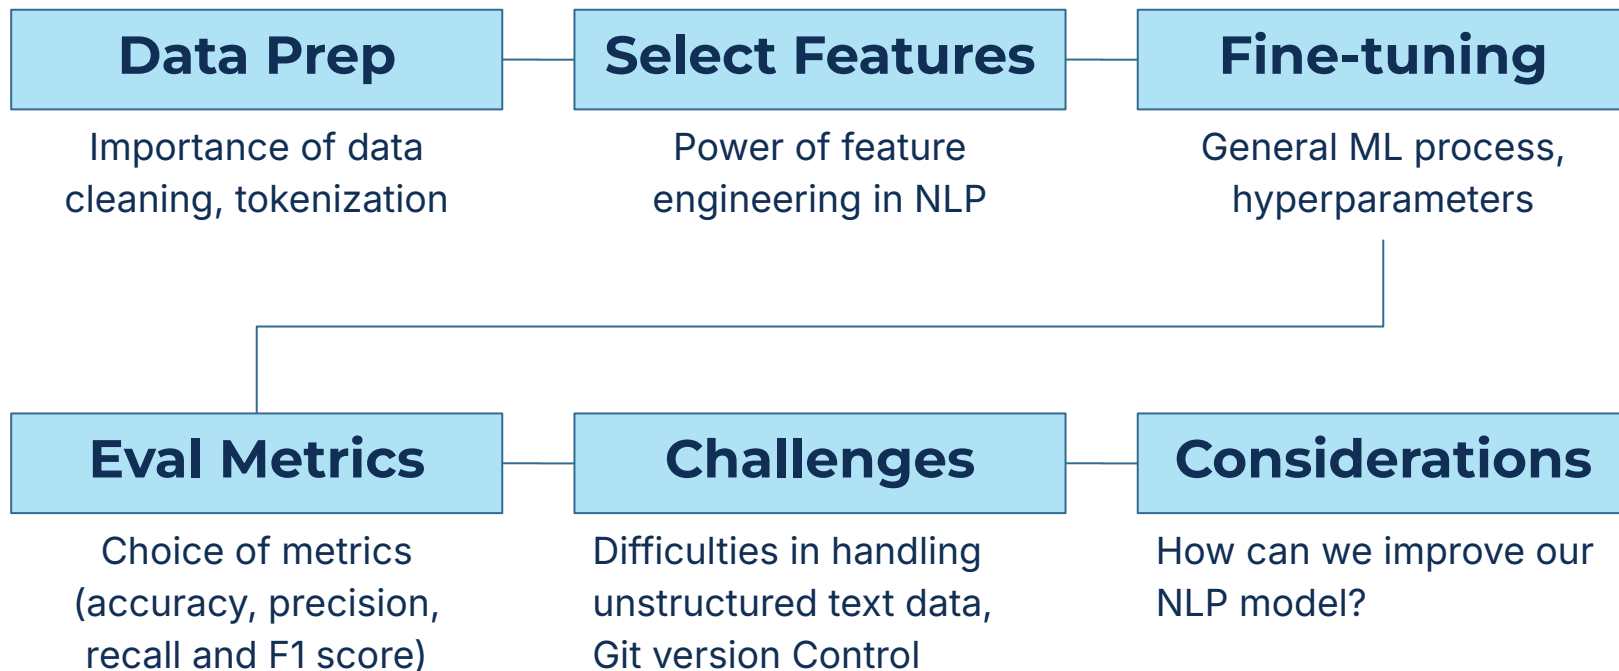 Data Prep
Importance of data
cleaning, tokenization
Select Features
Power of feature
engineering in NLP
Fine-tuning
General ML process,
hyperparameters
Eval Metrics
Choice of metrics
(accuracy, precision,
recall and F1 score)
Challenges
Difficulties in handling
unstructured text data,
Git version Control
Considerations
How can we improve our
NLP model?